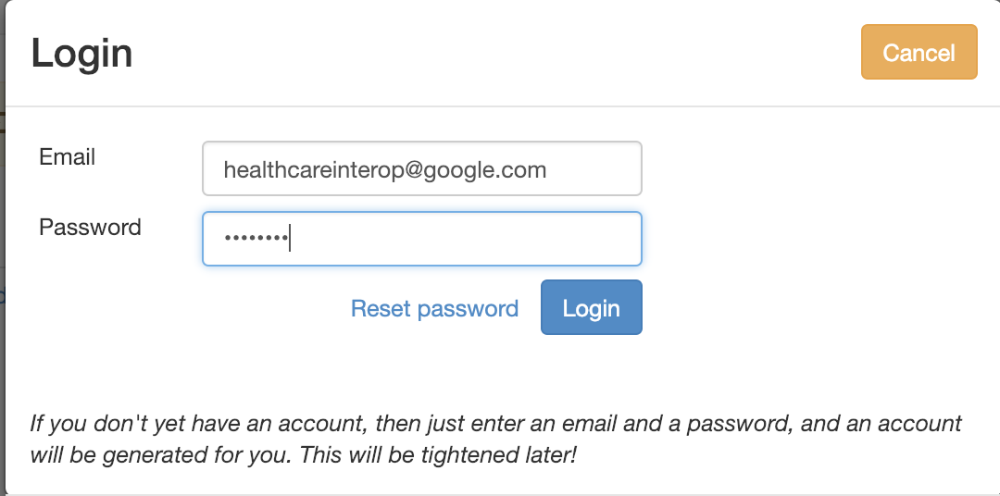 Login
Cancel
Email
healthcareinterop@google.com
Password
••••••••
Reset password
Login
If you don't yet have an account, then just enter an email and a password, and an account
will be generated for you. This will be tightened later!